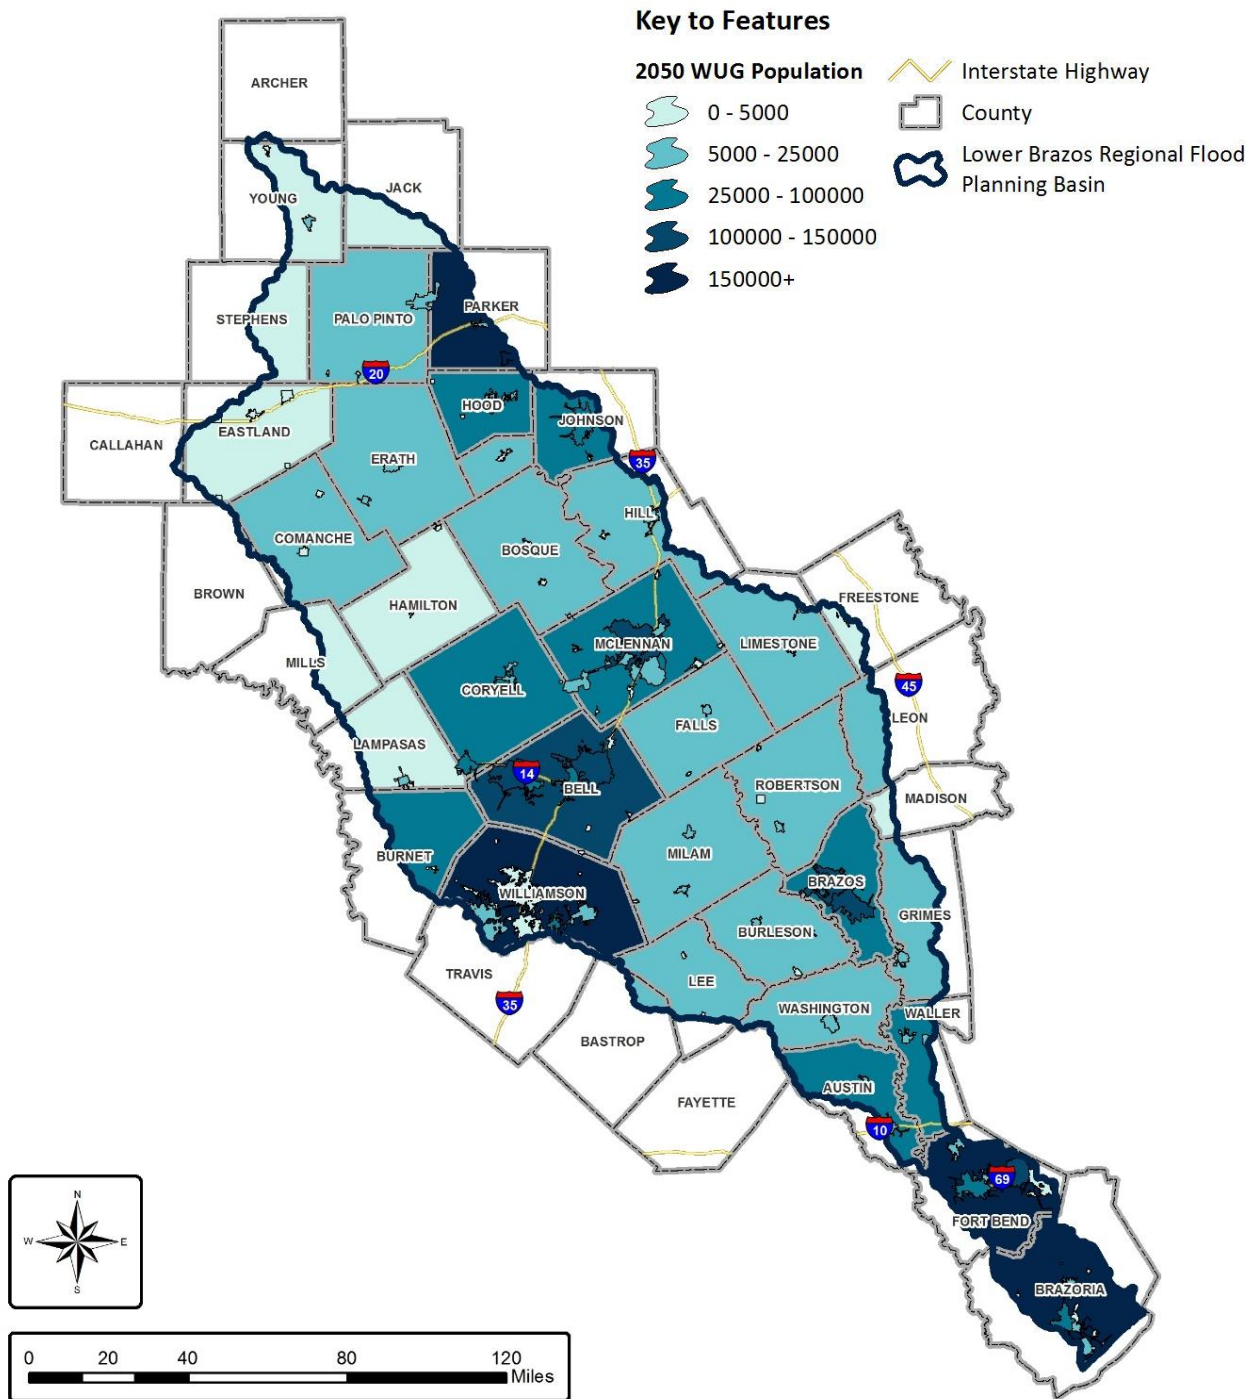 Key to Features
2050 WUG Population
0 - 5000
5000 - 25000
25000 - 100000
100000 - 150000
150000+
Interstate Highway
County
Lower Brazos Regional Flood
Planning Basin
ARCHER
YOUNG
JACK
STEPHENS
PALO PINTO
PARKER
20
CALLAHAN
EASTLAND
HOOD
JOHNSON
ERATH
35
COMANCHE
BOSQUE
HILL
BROWN
HAMILTON
FREESTONE
MILLS
MCLENNAN
LIMESTONE
CORYELL
45
LEON
LAMPASAS
FALLS
14
BELL
ROBERTSON
MADISON
BURNET
MILAM
WILLIAMSON
BRAZOS
GRIMES
BURLESON
TRAVIS
LEE
35
WASHINGTON
WALLER
BASTROP
FAYETTE
AUSTIN
10
69
FORT BEND
BRAZORIA
N
W
E
S
0
20
40
80
120
Miles